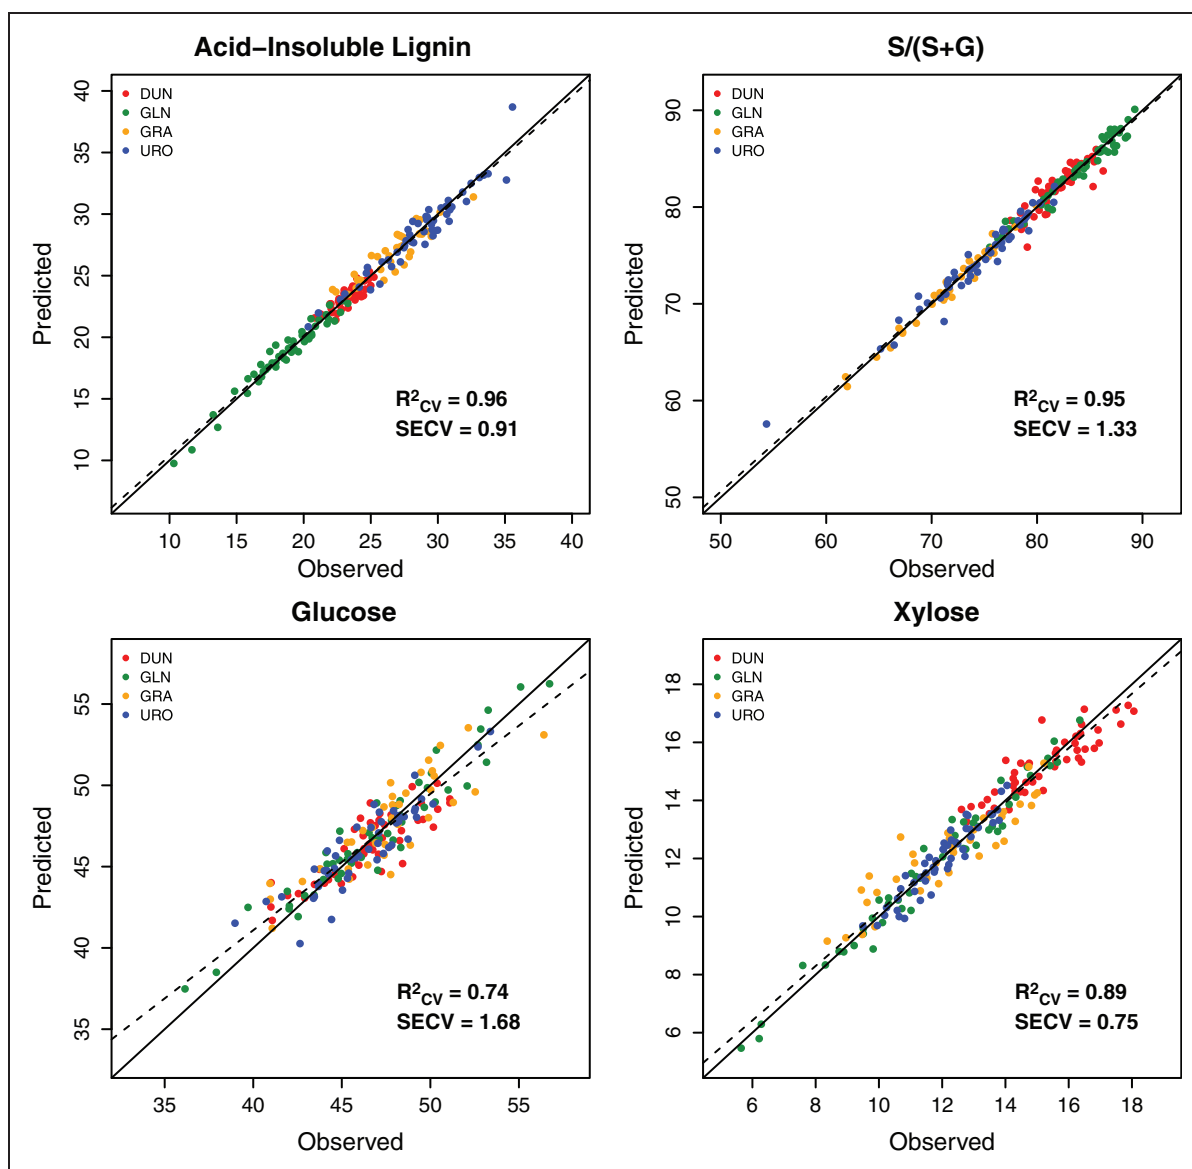 Acid–Insoluble Lignin
40
35
30
25
20
15
10
Predicted
DUN
GLN
GRA
URO
R²CV = 0.96
SECV = 0.91
10 15 20 25 30 35 40
Observed
S/(S+G)
90
80
70
60
50
Predicted
DUN
GLN
GRA
URO
R²CV = 0.95
SECV = 1.33
50 60 70 80 90
Observed
Glucose
55
50
45
40
35
Predicted
DUN
GLN
GRA
URO
R²CV = 0.74
SECV = 1.68
35 40 45 50 55
Observed
Xylose
18
16
14
12
10
8
6
Predicted
DUN
GLN
GRA
URO
R²CV = 0.89
SECV = 0.75
6 8 10 12 14 16 18
Observed